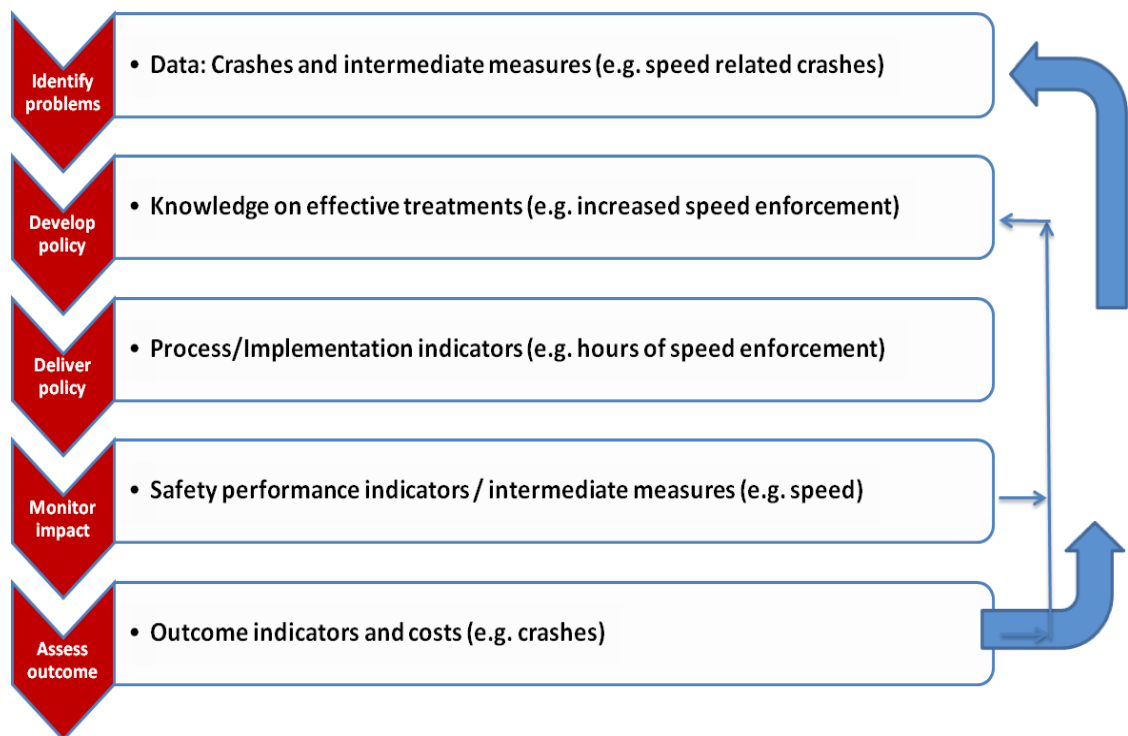 Identify
problems
• Data: Crashes and intermediate measures (e.g. speed related crashes)
Develop
policy
• Knowledge on effective treatments (e.g. increased speed enforcement)
Deliver
policy
• Process/Implementation indicators (e.g. hours of speed enforcement)
Monitor
impact
• Safety performance indicators / intermediate measures (e.g. speed)
Assess
outcome
• Outcome indicators and costs (e.g. crashes)